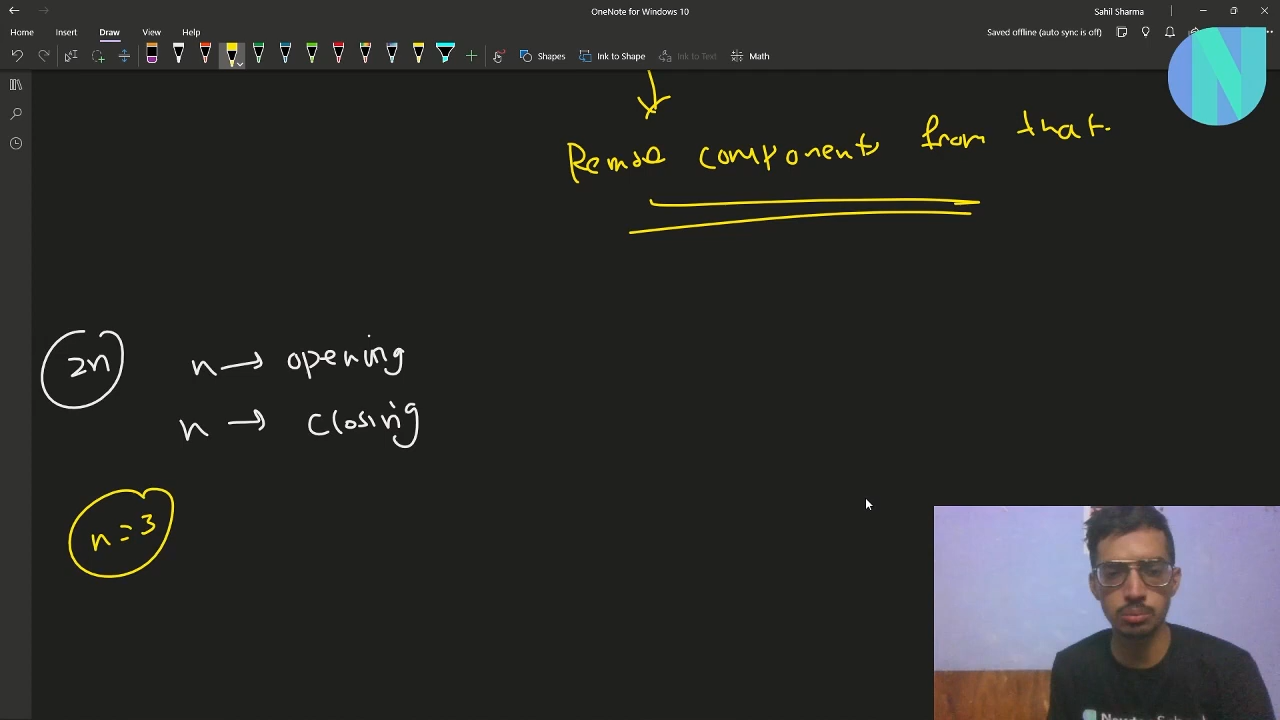 OneNote for Windows 10
Sahil Sharma
Home Insert Draw View Help
Saved offline (auto sync is off)
Shapes Ink to Shape Ink to Text Math
Remove components from that.
2n n → opening
n → closing
n = 3